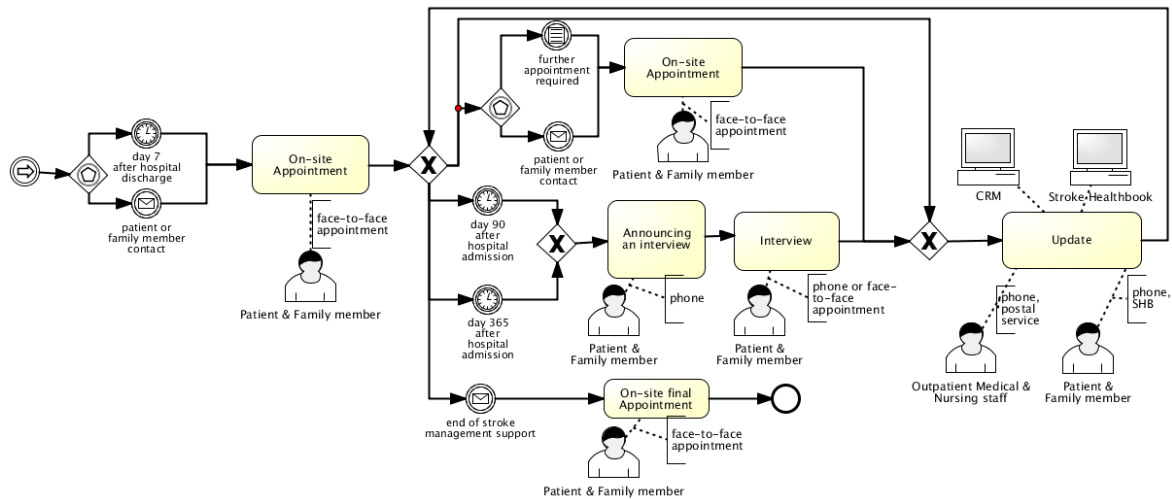 day 7
after hospital
discharge
patient or
family member
contact
On-site
Appointment
face-to-face
appointment
Patient & Family member
X
further
appointment
required
patient or
family member
contact
On-site
Appointment
face-to-face
appointment
Patient & Family member
day 90
after
hospital
admission
day 365
after
hospital
admission
X
Announcing
an interview
phone
Patient &
Family member
Interview
phone or face-
to-face
appointment
Patient &
Family member
end of stroke
management support
On-site final
Appointment
face-to-face
appointment
Patient & Family member
X
CRM
Stroke Healthbook
Update
phone,
postal
service
Outpatient Medical &
Nursing staff
phone,
SHB
Patient &
Family member